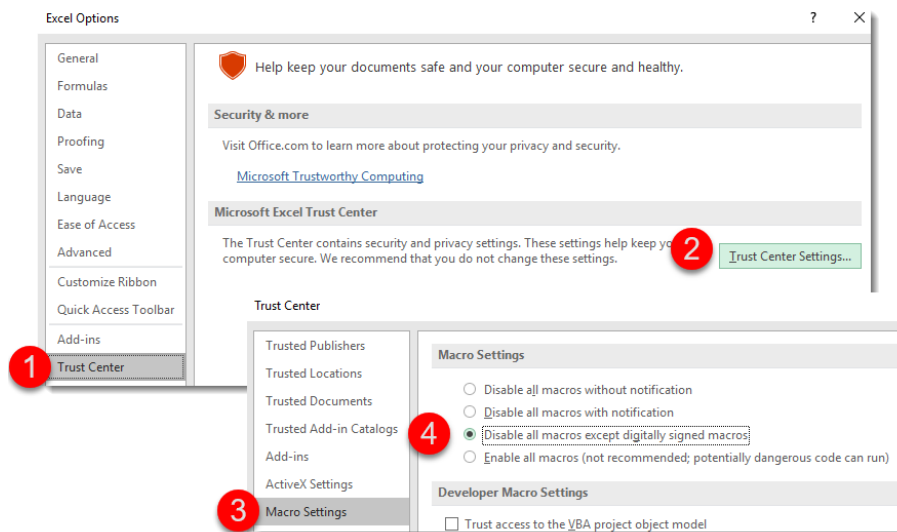 Excel Options
?
General
Formulas
Data
Proofing
Save
Language
Ease of Access
Advanced
Customize Ribbon
Quick Access Toolbar
Add-ins
1
Trust Center
Help keep your documents safe and your computer secure and healthy.
Security & more
Visit Office.com to learn more about protecting your privacy and security.
Microsoft Trustworthy Computing
Microsoft Excel Trust Center
The Trust Center contains security and privacy settings. These settings help keep
computer secure. We recommend that you do not change these settings.
2
Trust Center Settings...
Trust Center
Trusted Publishers
Trusted Locations
Trusted Documents
Trusted Add-in Catalogs
Add-ins
ActiveX Settings
3
Macro Settings
Macro Settings
Disable all macros without notification
Disable all macros with notification
4
Disable all macros except digitally signed macros
Enable all macros (not recommended; potentially dangerous code can run)
Developer Macro Settings
Trust access to the VBA project object model